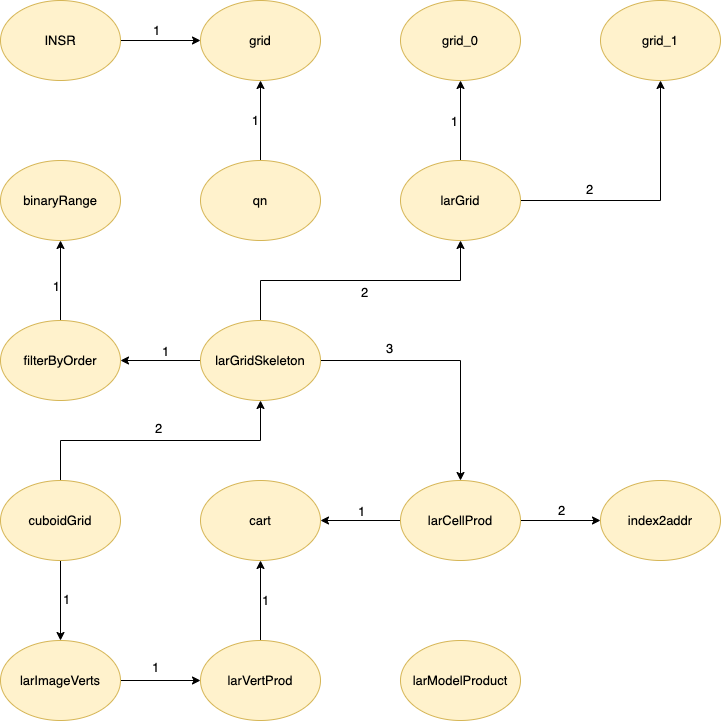 INSR
1
grid
grid_0
grid_1
1
1
binaryRange
qn
larGrid
2
1
2
filterByOrder
1
larGridSkeleton
3
2
cuboidGrid
cart
1
larCellProd
2
index2addr
1
1
larImageVerts
1
larVertProd
larModelProduct